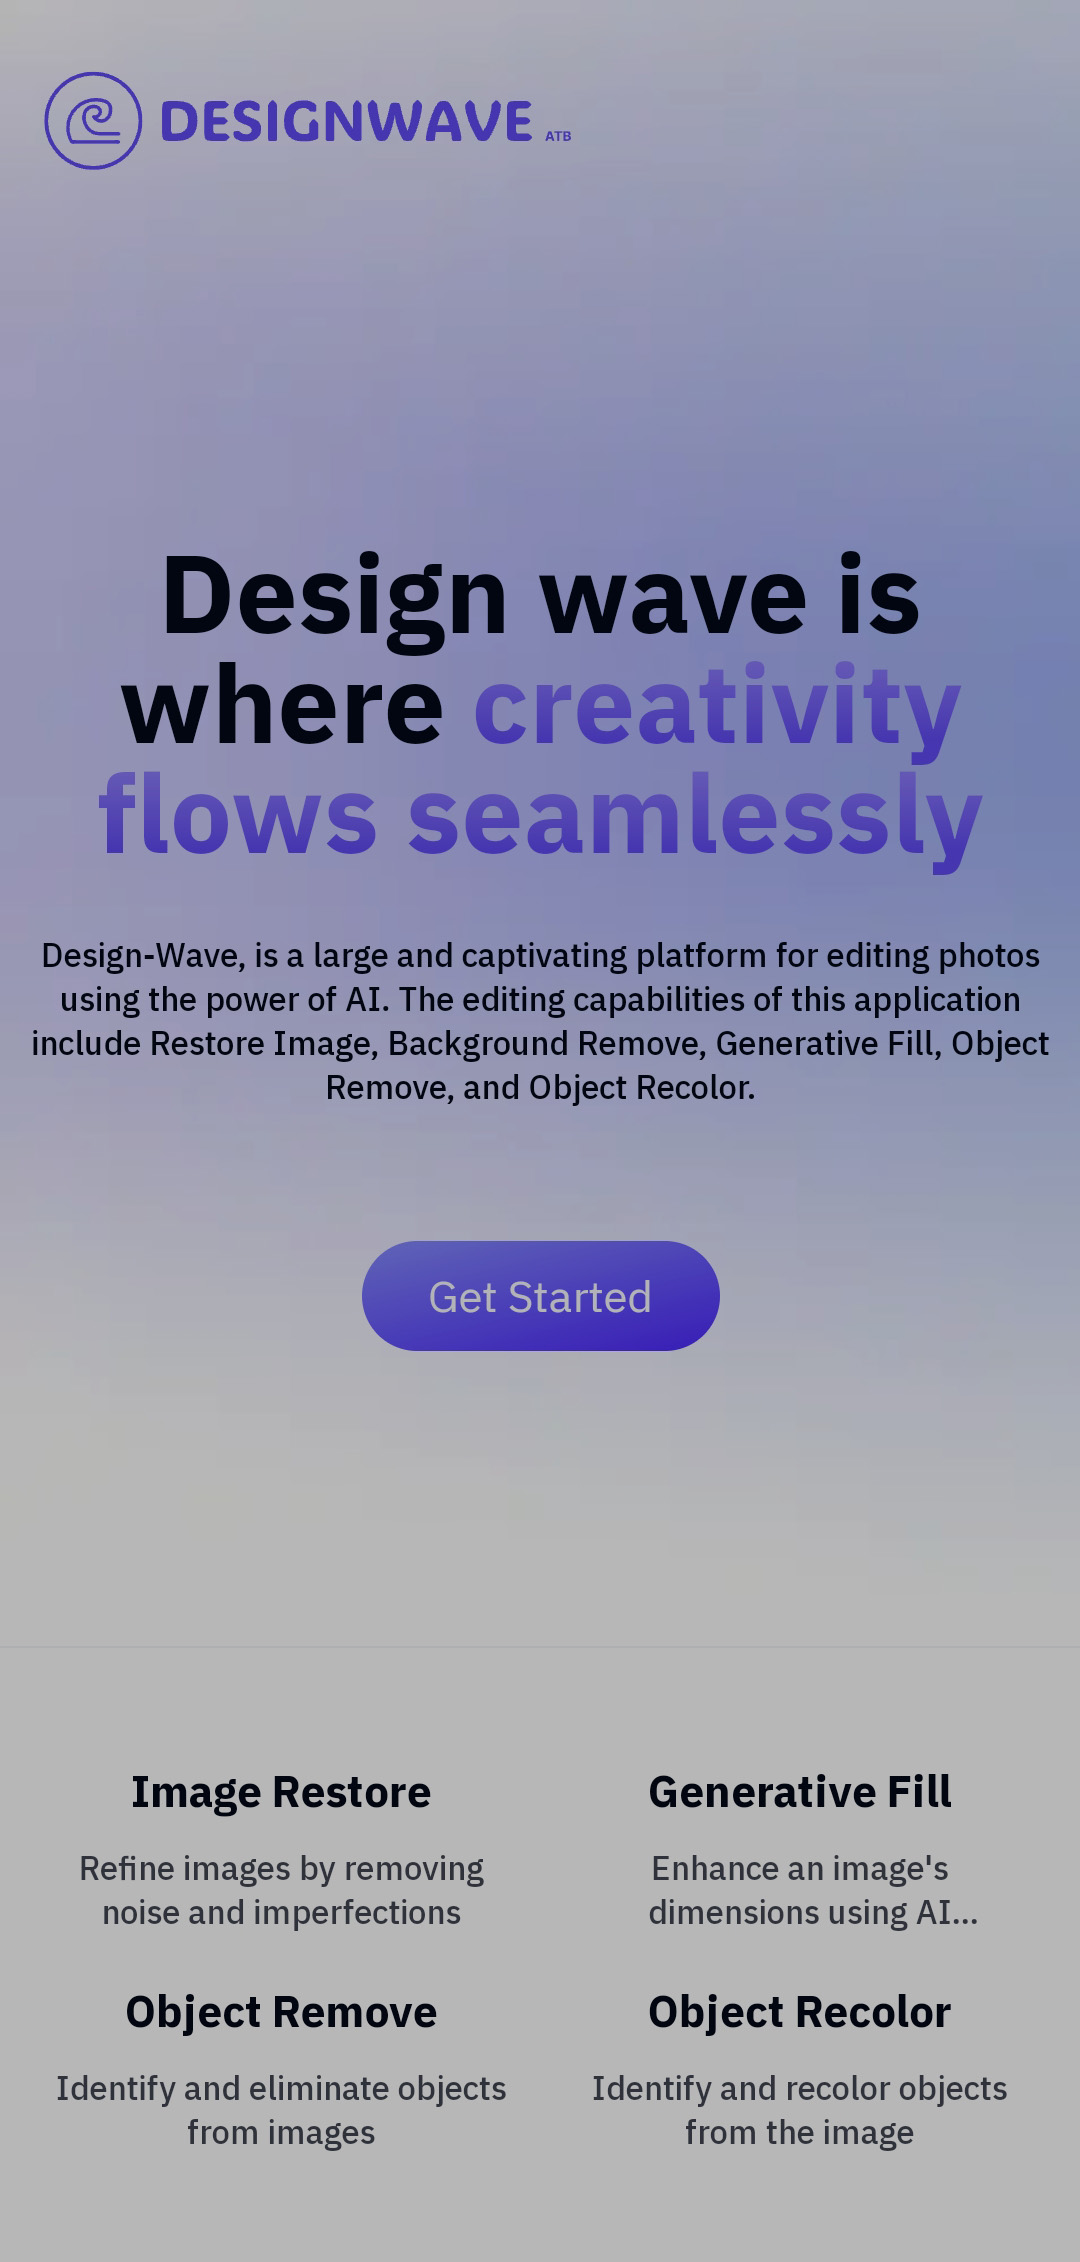 DESIGNWAVE ATB
Design wave is
where creativity
flows seamlessly
Design-Wave, is a large and captivating platform for editing photos
using the power of AI. The editing capabilities of this application
include Restore Image, Background Remove, Generative Fill, Object
Remove, and Object Recolor.
Get Started
Image Restore
Refine images by removing
noise and imperfections
Generative Fill
Enhance an image's
dimensions using AI...
Object Remove
Identify and eliminate objects
from images
Object Recolor
Identify and recolor objects
from the image